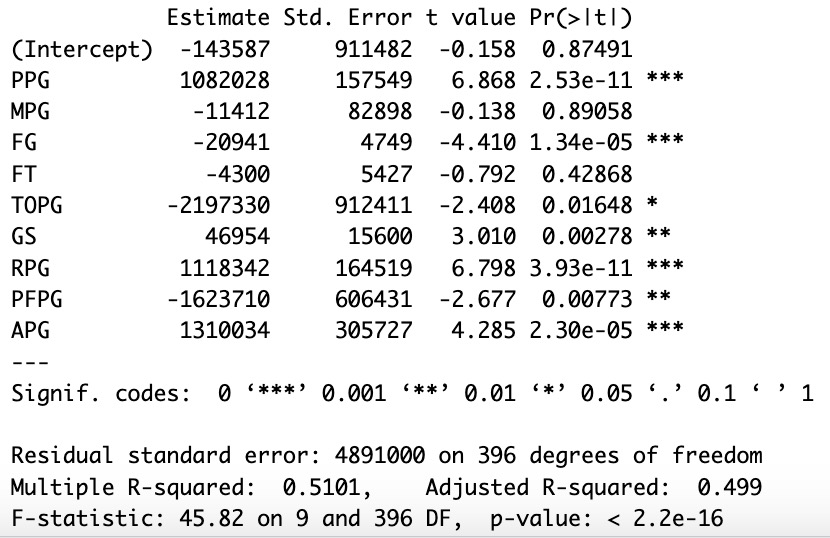 Estimate Std. Error t value Pr(>|t|)
(Intercept) -143587 911482 -0.158 0.87491
PPG 1082028 157549 6.868 2.53e-11 ***
MPG -11412 82898 -0.138 0.89058
FG -20941 4749 -4.410 1.34e-05 ***
FT -4300 5427 -0.792 0.42868
TOPG -2197330 912411 -2.408 0.01648 *
GS 46954 15600 3.010 0.00278 **
RPG 1118342 164519 6.798 3.93e-11 ***
PFPG -1623710 606431 -2.677 0.00773 **
APG 1310034 305727 4.285 2.30e-05 ***
---
Signif. codes: 0 ‘***’ 0.001 ‘**’ 0.01 ‘*’ 0.05 ‘.’ 0.1 ‘ ’ 1
Residual standard error: 4891000 on 396 degrees of freedom
Multiple R-squared: 0.5101, Adjusted R-squared: 0.499
F-statistic: 45.82 on 9 and 396 DF, p-value: < 2.2e-16